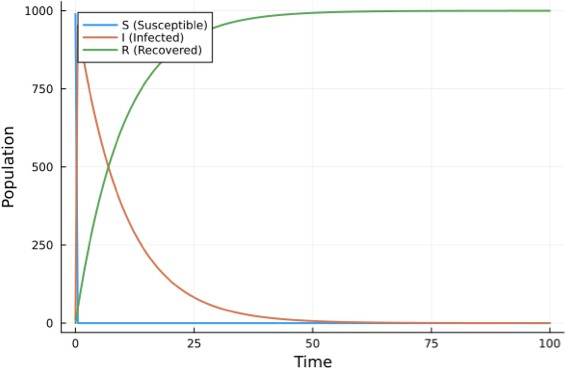 1000
750
500
250
0
Population
S (Susceptible)
I (Infected)
R (Recovered)
0 25 50 75 100
Time